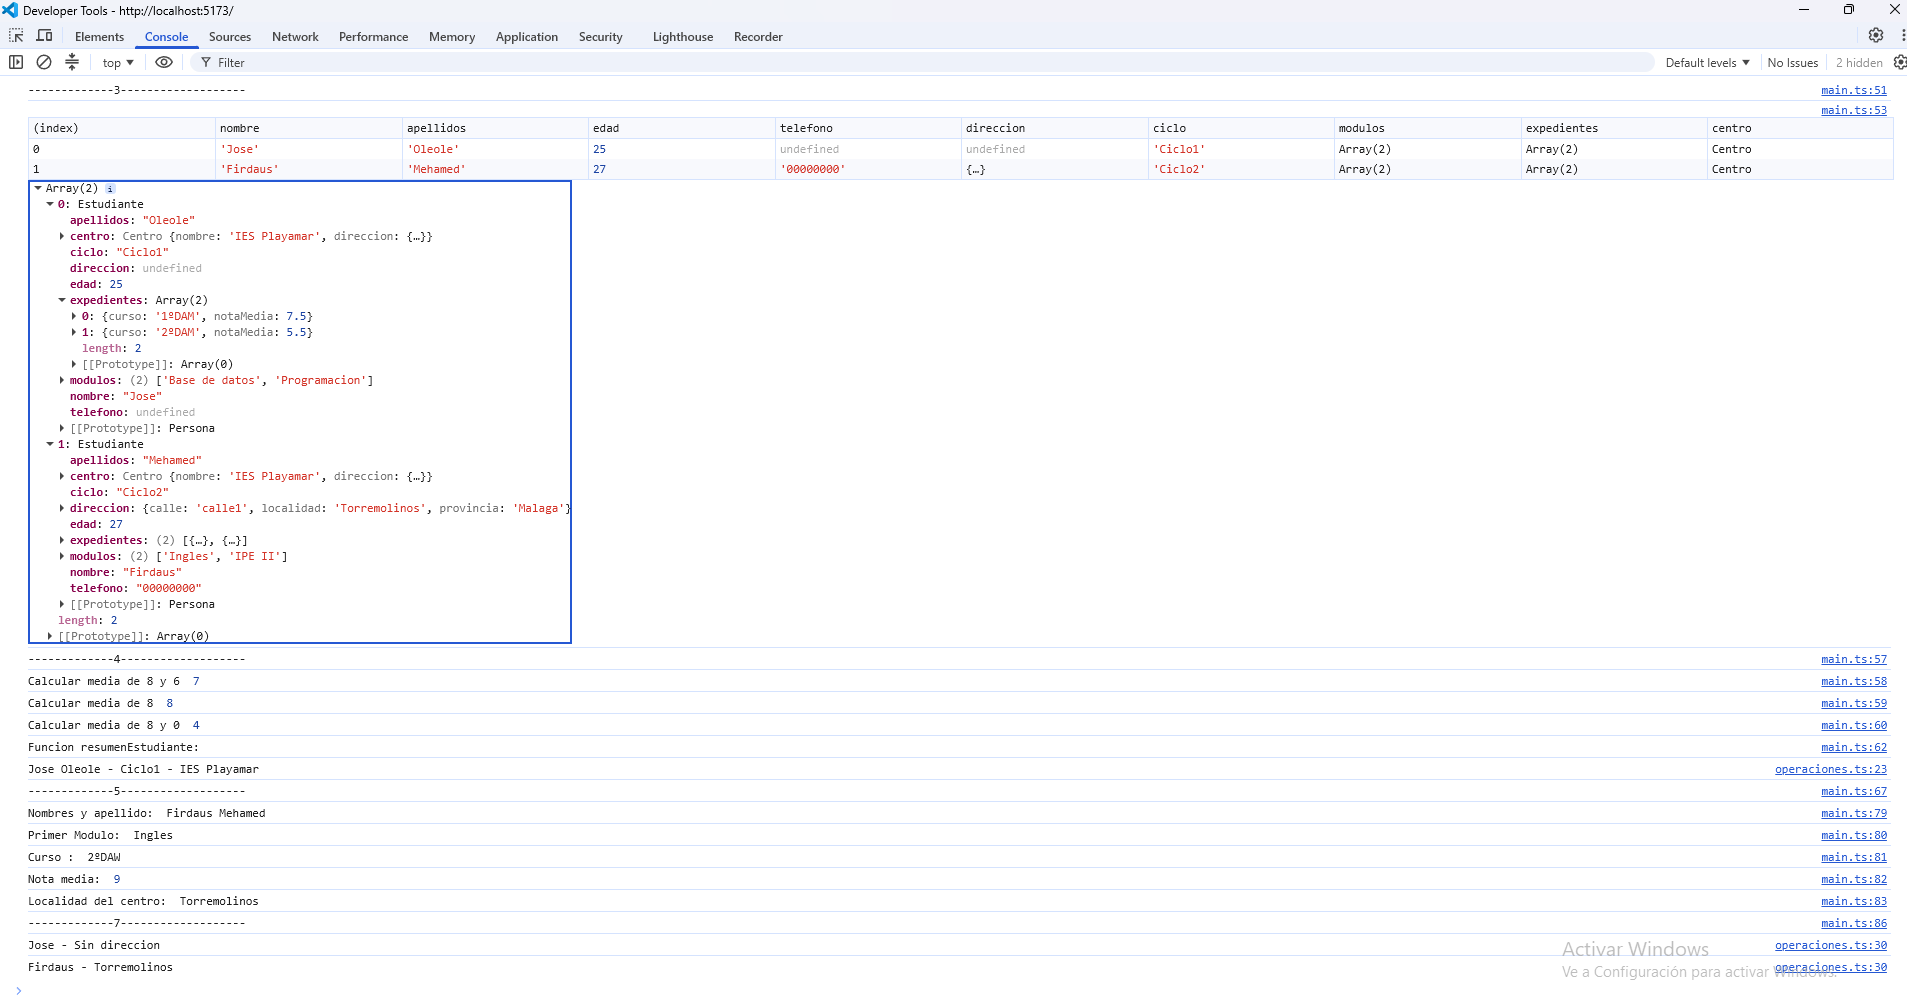 Developer Tools - http://localhost:5173/
Elements Console Sources Network Performance Memory Application Security Lighthouse Recorder
top Filter Default levels No Issues 2 hidden
-------------3------------------- main.ts:51
main.ts:53
(index) nombre apellidos edad telefono direccion ciclo modulos expedientes centro
0 'Jose' 'Oleole' 25 undefined undefined 'Ciclo1' Array(2) Array(2) Centro
1 'Firdaus' 'Mehamed' 27 '00000000' {…} 'Ciclo2' Array(2) Array(2) Centro
Array(2) i
0: Estudiante
apellidos: "Oleole"
centro: Centro {nombre: 'IES Playamar', direccion: {…}}
ciclo: "Ciclo1"
direccion: undefined
edad: 25
expedientes: Array(2)
0: {curso: '1ºDAM', notaMedia: 7.5}
1: {curso: '2ºDAM', notaMedia: 5.5}
length: 2
[[Prototype]]: Array(0)
modulos: (2) ['Base de datos', 'Programacion']
nombre: "Jose"
telefono: undefined
[[Prototype]]: Persona
1: Estudiante
apellidos: "Mehamed"
centro: Centro {nombre: 'IES Playamar', direccion: {…}}
ciclo: "Ciclo2"
direccion: {calle: 'calle1', localidad: 'Torremolinos', provincia: 'Malaga'}
edad: 27
expedientes: (2) [{…}, {…}]
modulos: (2) ['Ingles', 'IPE II']
nombre: "Firdaus"
telefono: "00000000"
[[Prototype]]: Persona
length: 2
[[Prototype]]: Array(0)
-------------4------------------- main.ts:57
Calcular media de 8 y 6 7 main.ts:58
Calcular media de 8 8 main.ts:59
Calcular media de 8 y 0 4 main.ts:60
Funcion resumenEstudiante: main.ts:62
Jose Oleole - Ciclo1 - IES Playamar operaciones.ts:23
-------------5------------------- main.ts:67
Nombres y apellido: Firdaus Mehamed main.ts:79
Primer Modulo: Ingles main.ts:80
Curso : 2ºDAW main.ts:81
Nota media: 9 main.ts:82
Localidad del centro: Torremolinos main.ts:83
-------------7------------------- main.ts:86
Jose - Sin direccion operaciones.ts:30
Firdaus - Torremolinos operaciones.ts:30
Activar Windows
Ve a Configuración para activar Windows.